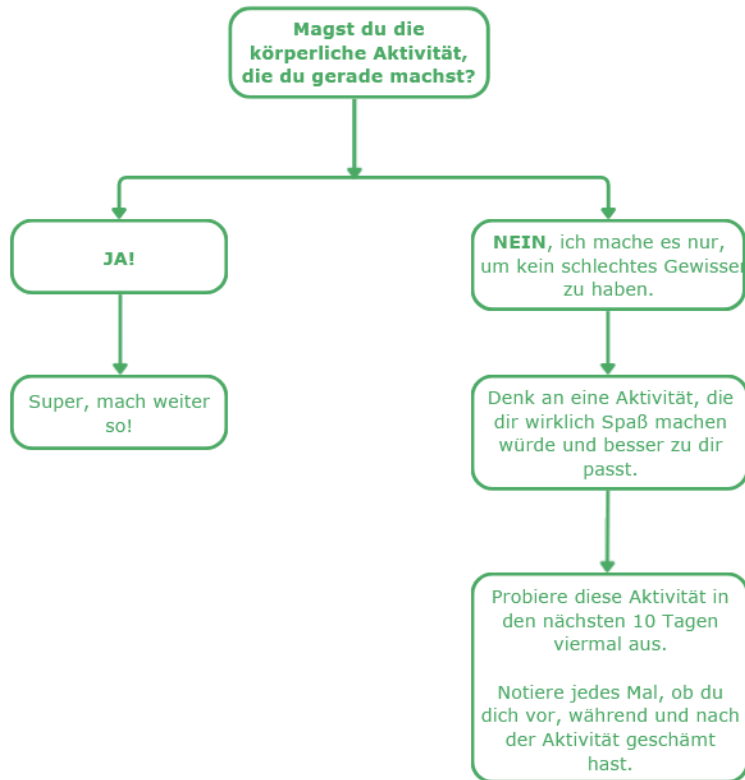 Magst du die
körperliche Aktivität,
die du gerade machst?
JA!
NEIN, ich mache es nur,
um kein schlechtes Gewissen
zu haben.
Super, mach weiter
so!
Denk an eine Aktivität, die
dir wirklich Spaß machen
würde und besser zu dir
passt.
Probiere diese Aktivität in
den nächsten 10 Tagen
viermal aus.
Notiere jedes Mal, ob du
dich vor, während und nach
der Aktivität geschämt
hast.